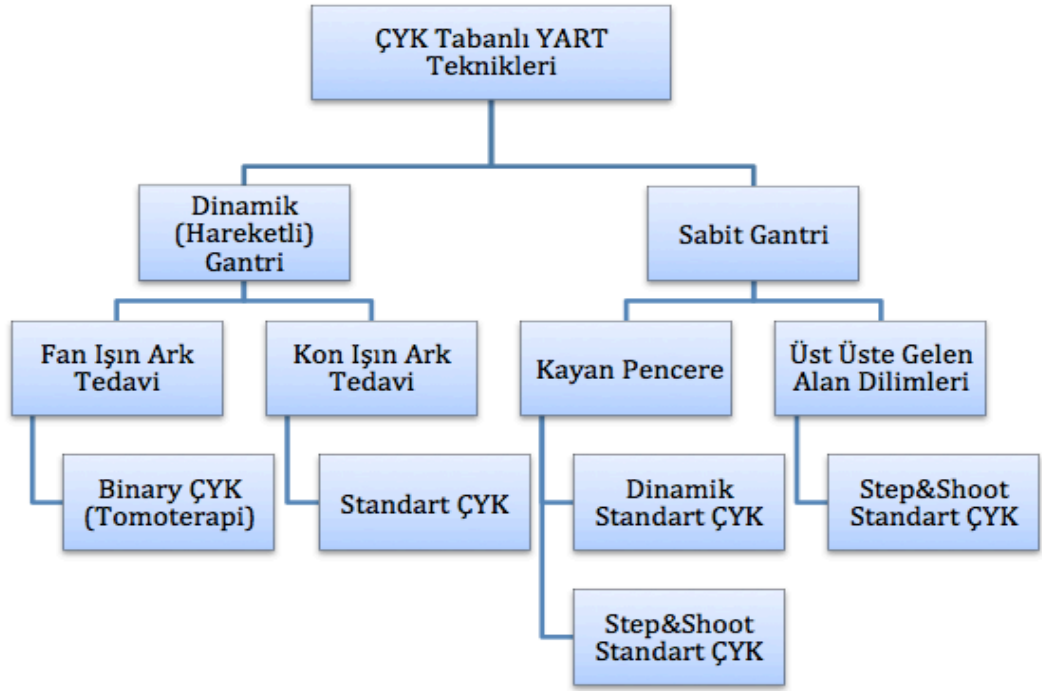 ÇYK Tabanlı YART
Teknikleri
Dinamik
(Hareketli)
Gantri
Sabit Gantri
Fan Işın Ark
Tedavi
Kon Işın Ark
Tedavi
Kayan Pencere
Üst Üste Gelen
Alan Dilimleri
Binary ÇYK
(Tomoterapi)
Standart ÇYK
Dinamik
Standart ÇYK
Step&Shoot
Standart ÇYK
Step&Shoot
Standart ÇYK